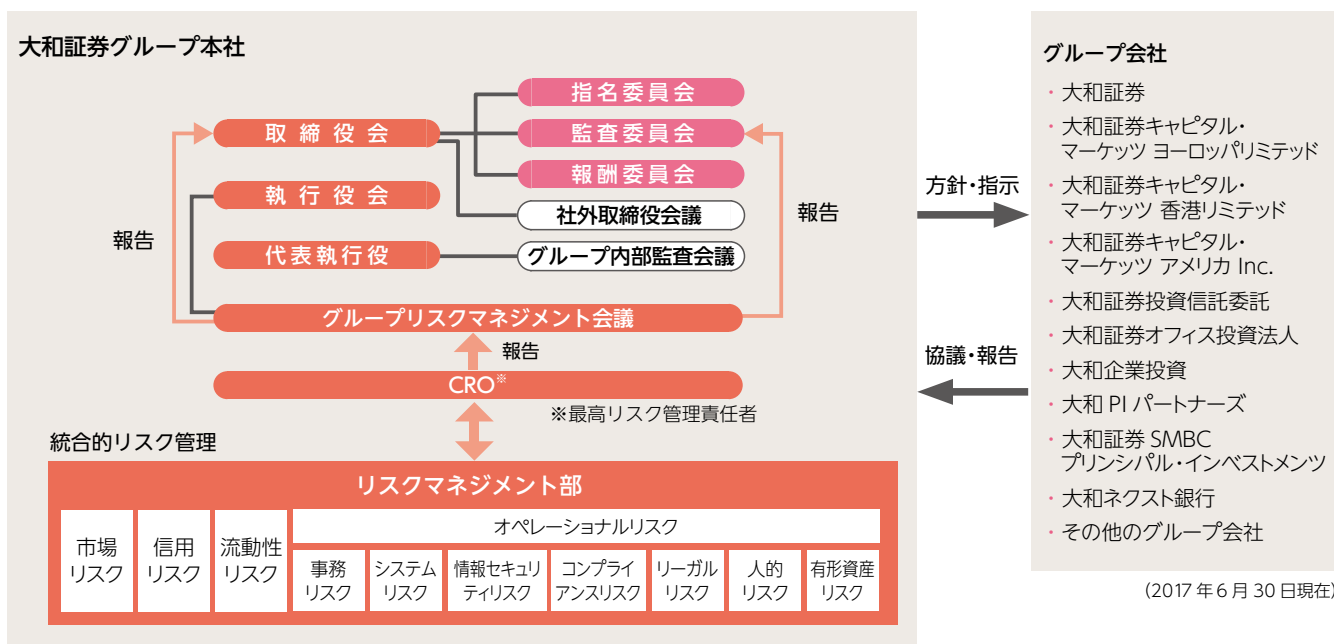 大和証券グループ本社
指名委員会
取締役会
監査委員会
報酬委員会
執行役会
社外取締役会議
代表執行役
グループ内部監査会議
報告
報告
グループリスクマネジメント会議
報告
CRO※
※最高リスク管理責任者
統合的リスク管理
リスクマネジメント部
市場
リスク
信用
リスク
流動性
リスク
オペレーショナルリスク
事務
リスク
システム
リスク
情報セキュリ
ティリスク
コンプライ
アンスリスク
リーガル
リスク
人的
リスク
有形資産
リスク
方針・指示
協議・報告
グループ会社
・大和証券
・大和証券キャピタル・
マーケッツ ヨーロッパリミテッド
・大和証券キャピタル・
マーケッツ 香港リミテッド
・大和証券キャピタル・
マーケッツ アメリカ Inc.
・大和証券投資信託委託
・大和証券オフィス投資法人
・大和企業投資
・大和 PI パートナーズ
・大和証券 SMBC
プリンシパル・インベストメンツ
・大和ネクスト銀行
・その他のグループ会社
(2017 年 6 月 30 日現在)